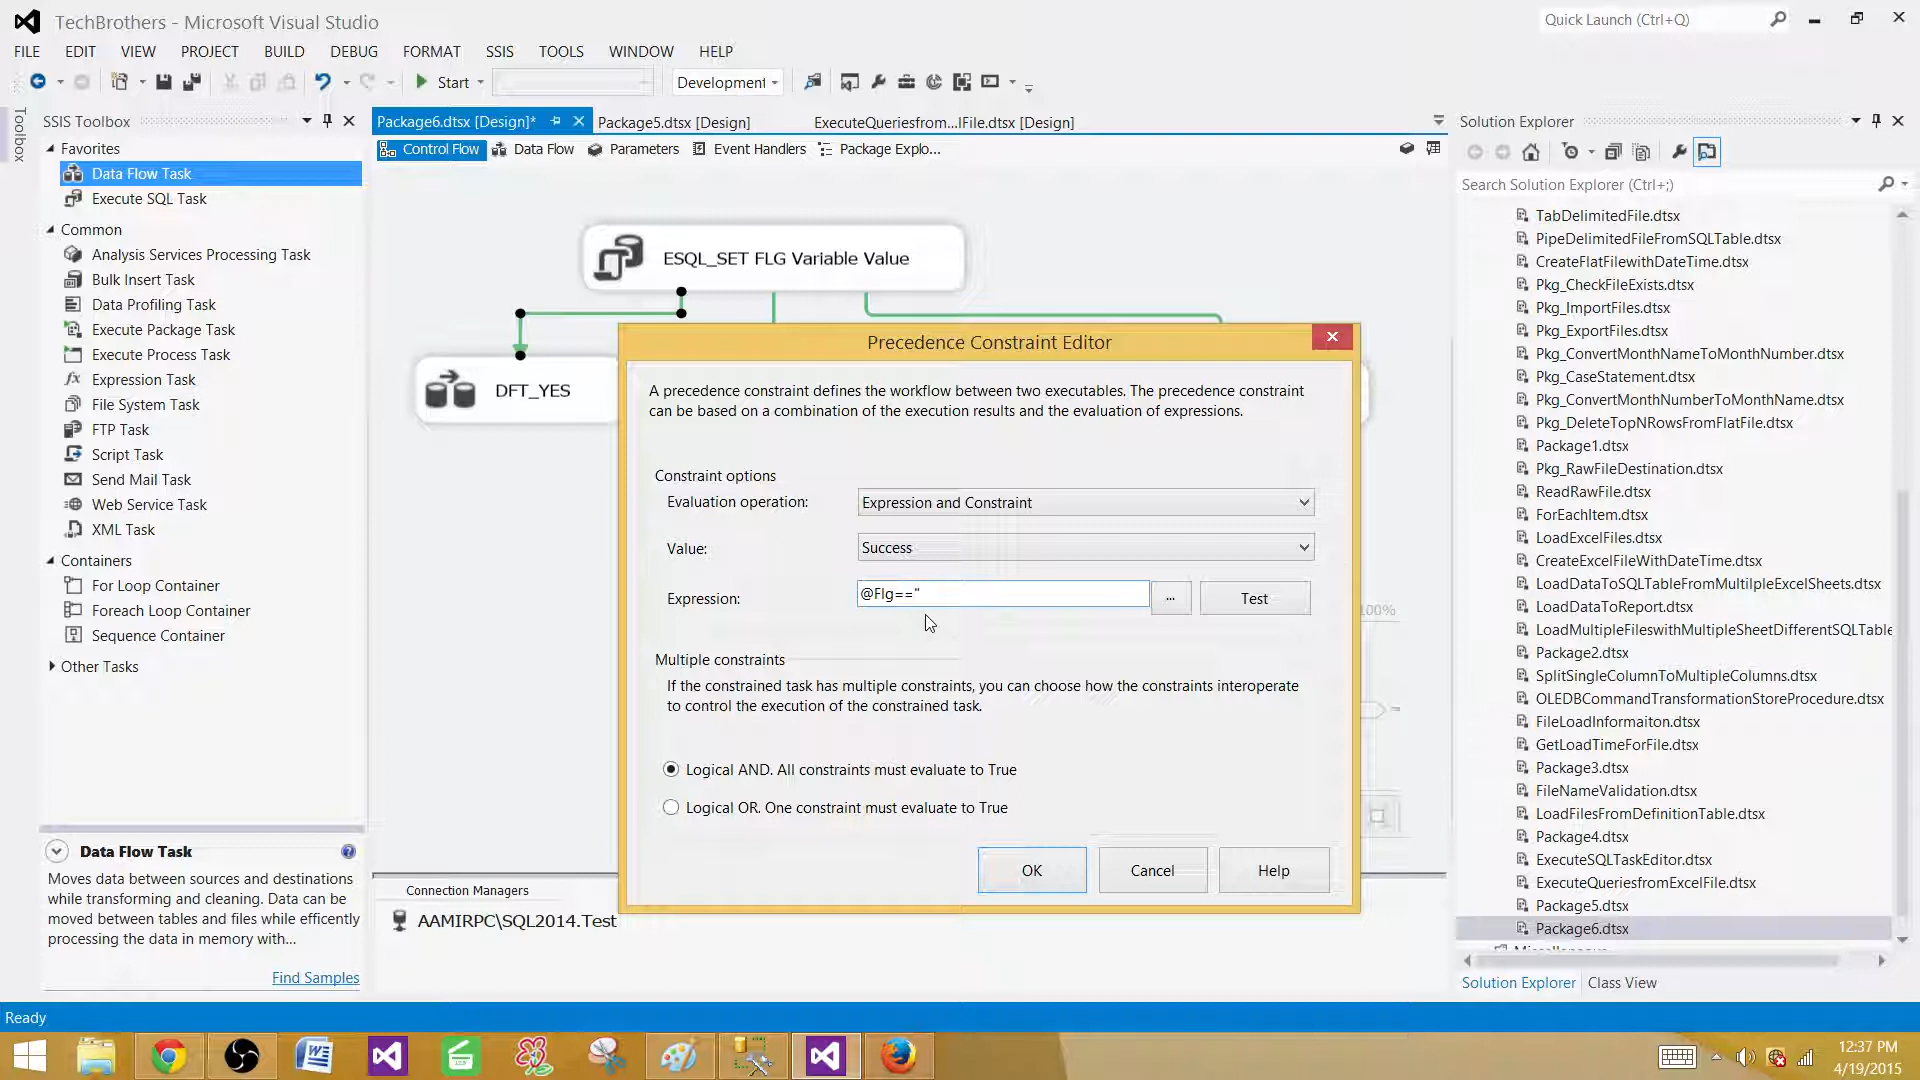 TechBrothers - Microsoft Visual Studio
Quick Launch (Ctrl+Q)
FILE EDIT VIEW PROJECT BUILD DEBUG FORMAT SSIS TOOLS WINDOW HELP
Start
Development
Toolbox
SSIS Toolbox
Favorites
Data Flow Task
Execute SQL Task
Common
Analysis Services Processing Task
Bulk Insert Task
Data Profiling Task
Execute Package Task
Execute Process Task
Expression Task
File System Task
FTP Task
Script Task
Send Mail Task
Web Service Task
XML Task
Containers
For Loop Container
Foreach Loop Container
Sequence Container
Other Tasks
Data Flow Task
Moves data between sources and destinations
while transforming and cleaning. Data can be
moved between tables and files while efficently
processing the data in memory with...
Find Samples
Package6.dtsx [Design]*
Package5.dtsx [Design]
ExecuteQueriesfrom...lFile.dtsx [Design]
Control Flow
Data Flow
Parameters
Event Handlers
Package Explo...
ESQL_SET FLG Variable Value
DFT_YES
Precedence Constraint Editor
A precedence constraint defines the workflow between two executables. The precedence constraint
can be based on a combination of the execution results and the evaluation of expressions.
Constraint options
Evaluation operation: Expression and Constraint
Value: Success
Expression: @Flg==" ... Test
Multiple constraints
If the constrained task has multiple constraints, you can choose how the constraints interoperate
to control the execution of the constrained task.
Logical AND. All constraints must evaluate to True
Logical OR. One constraint must evaluate to True
OK Cancel Help
100%
Connection Managers
AAMIRPC\SQL2014.Test
Solution Explorer
Search Solution Explorer (Ctrl+;)
TabDelimitedFile.dtsx
PipeDelimitedFileFromSQLTable.dtsx
CreateFlatFilewithDateTime.dtsx
Pkg_CheckFileExists.dtsx
Pkg_ImportFiles.dtsx
Pkg_ExportFiles.dtsx
Pkg_ConvertMonthNameToMonthNumber.dtsx
Pkg_CaseStatement.dtsx
Pkg_ConvertMonthNumberToMonthName.dtsx
Pkg_DeleteTopNRowsFromFlatFile.dtsx
Package1.dtsx
Pkg_RawFileDestination.dtsx
ReadRawFile.dtsx
ForEachItem.dtsx
LoadExcelFiles.dtsx
CreateExcelFileWithDateTime.dtsx
LoadDataToSQLTableFromMultilpleExcelSheets.dtsx
LoadDataToReport.dtsx
LoadMultipleFileswithMultipleSheetDifferentSQLTable
Package2.dtsx
SplitSingleColumnToMultipleColumns.dtsx
OLEDBCommandTransformationStoreProcedure.dtsx
FileLoadInformaiton.dtsx
GetLoadTimeForFile.dtsx
Package3.dtsx
FileNameValidation.dtsx
LoadFilesFromDefinitionTable.dtsx
Package4.dtsx
ExecuteSQLTaskEditor.dtsx
ExecuteQueriesfromExcelFile.dtsx
Package5.dtsx
Package6.dtsx
Miscellaneous
Solution Explorer Class View
Ready
12:37 PM
4/19/2015